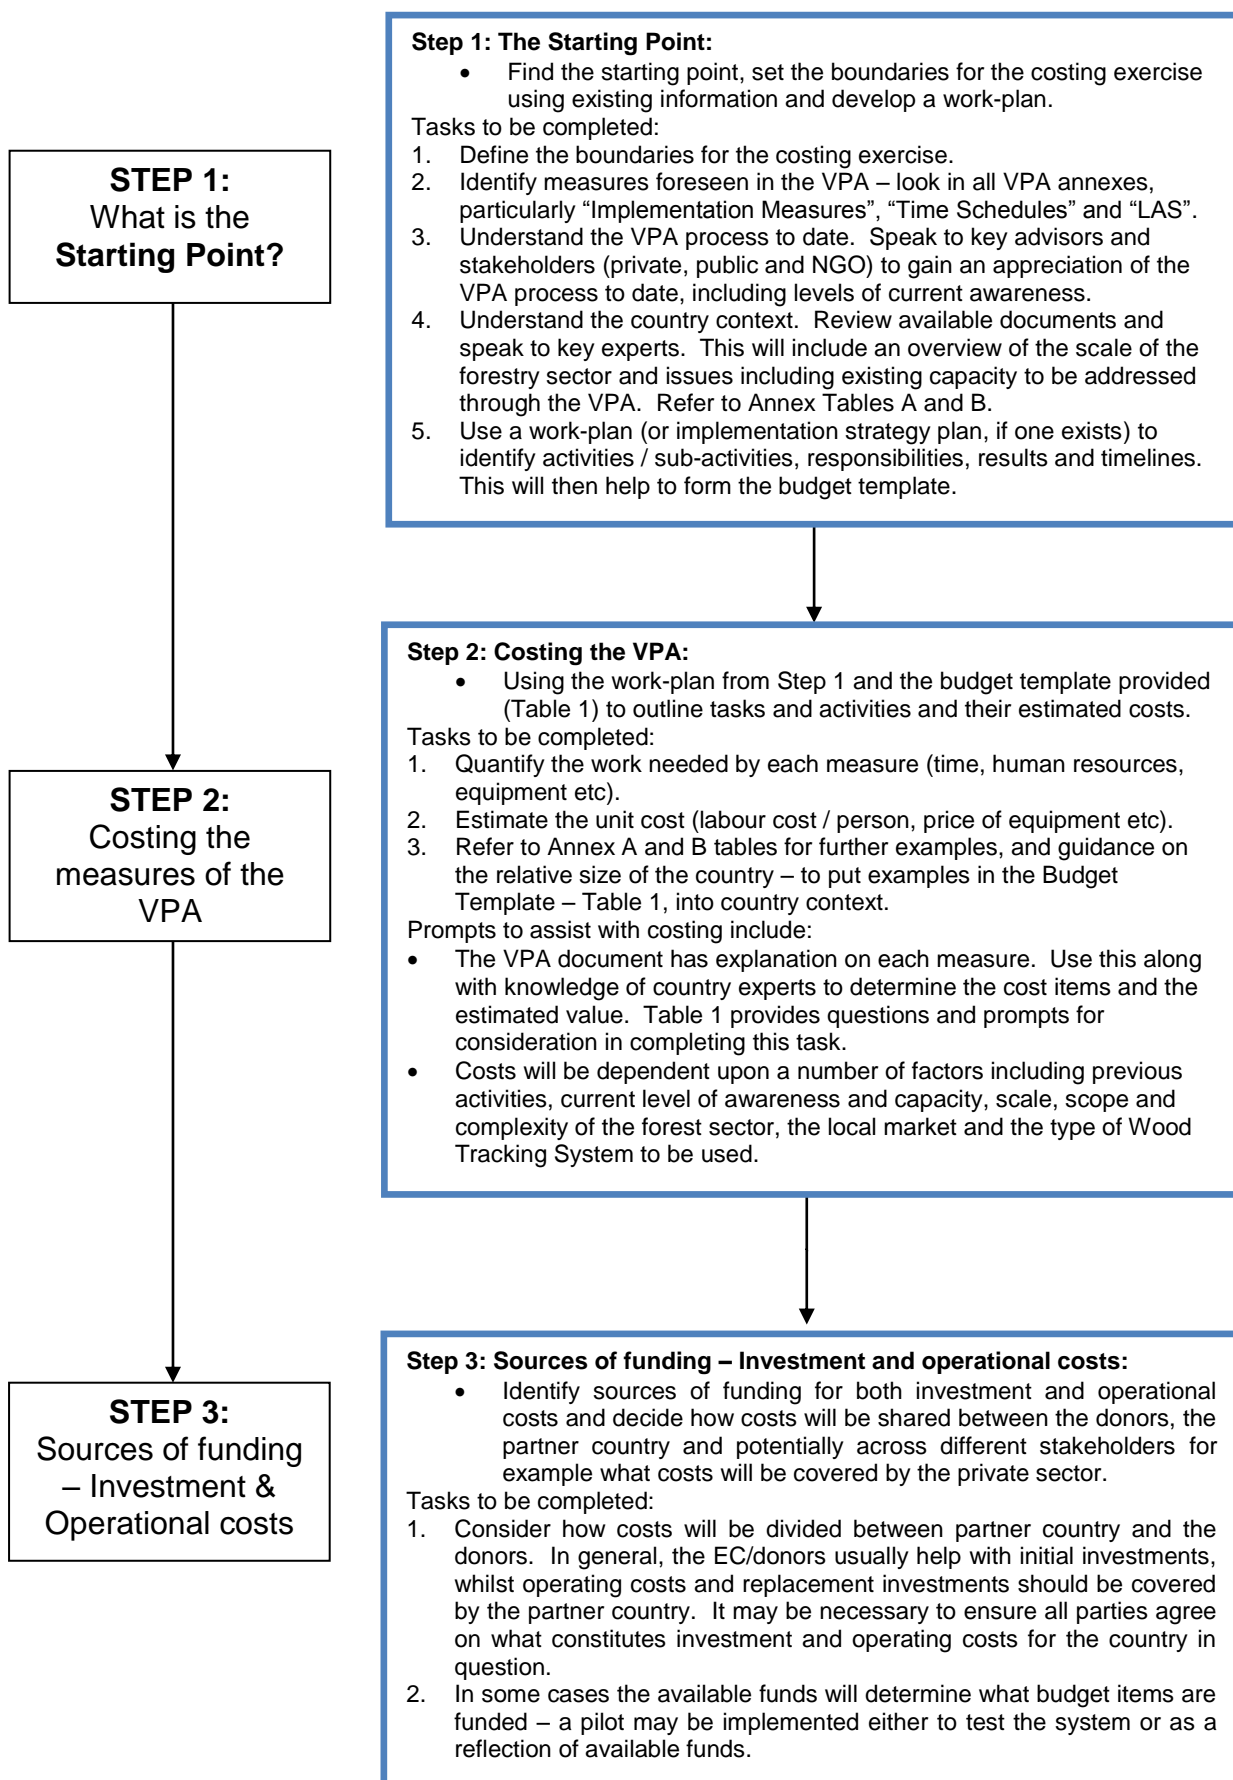 STEP 1:
What is the
Starting Point?
Step 1: The Starting Point:
• Find the starting point, set the boundaries for the costing exercise
using existing information and develop a work-plan.
Tasks to be completed:
1. Define the boundaries for the costing exercise.
2. Identify measures foreseen in the VPA – look in all VPA annexes,
particularly “Implementation Measures”, “Time Schedules” and “LAS”.
3. Understand the VPA process to date. Speak to key advisors and
stakeholders (private, public and NGO) to gain an appreciation of the
VPA process to date, including levels of current awareness.
4. Understand the country context. Review available documents and
speak to key experts. This will include an overview of the scale of the
forestry sector and issues including existing capacity to be addressed
through the VPA. Refer to Annex Tables A and B.
5. Use a work-plan (or implementation strategy plan, if one exists) to
identify activities / sub-activities, responsibilities, results and timelines.
This will then help to form the budget template.
STEP 2:
Costing the
measures of the
VPA
Step 2: Costing the VPA:
• Using the work-plan from Step 1 and the budget template provided
(Table 1) to outline tasks and activities and their estimated costs.
Tasks to be completed:
1. Quantify the work needed by each measure (time, human resources,
equipment etc).
2. Estimate the unit cost (labour cost / person, price of equipment etc).
3. Refer to Annex A and B tables for further examples, and guidance on
the relative size of the country – to put examples in the Budget
Template – Table 1, into country context.
Prompts to assist with costing include:
• The VPA document has explanation on each measure. Use this along
with knowledge of country experts to determine the cost items and the
estimated value. Table 1 provides questions and prompts for
consideration in completing this task.
• Costs will be dependent upon a number of factors including previous
activities, current level of awareness and capacity, scale, scope and
complexity of the forest sector, the local market and the type of Wood
Tracking System to be used.
STEP 3:
Sources of funding
– Investment &
Operational costs
Step 3: Sources of funding – Investment and operational costs:
• Identify sources of funding for both investment and operational
costs and decide how costs will be shared between the donors, the
partner country and potentially across different stakeholders for
example what costs will be covered by the private sector.
Tasks to be completed:
1. Consider how costs will be divided between partner country and the
donors. In general, the EC/donors usually help with initial investments,
whilst operating costs and replacement investments should be covered
by the partner country. It may be necessary to ensure all parties agree
on what constitutes investment and operating costs for the country in
question.
2. In some cases the available funds will determine what budget items are
funded – a pilot may be implemented either to test the system or as a
reflection of available funds.